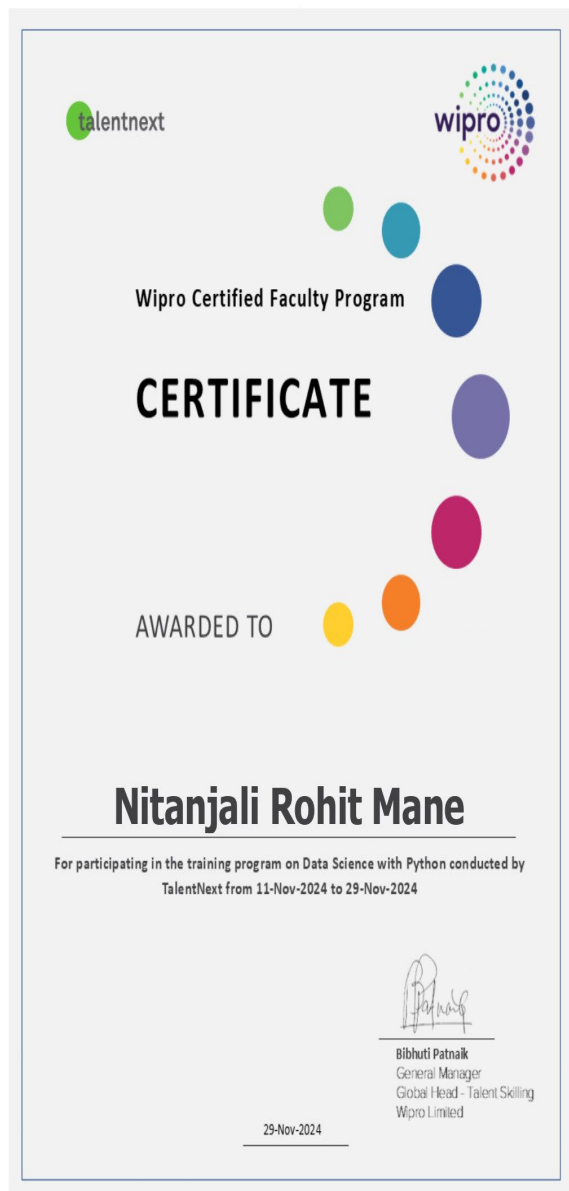 talentnext
wipro
Wipro Certified Faculty Program
CERTIFICATE
AWARDED TO
Nitanjali Rohit Mane
For participating in the training program on Data Science with Python conducted by
TalentNext from 11-Nov-2024 to 29-Nov-2024
BPatnaik
Bibhuti Patnaik
General Manager
Global Head - Talent Skilling
Wipro Limited
29-Nov-2024